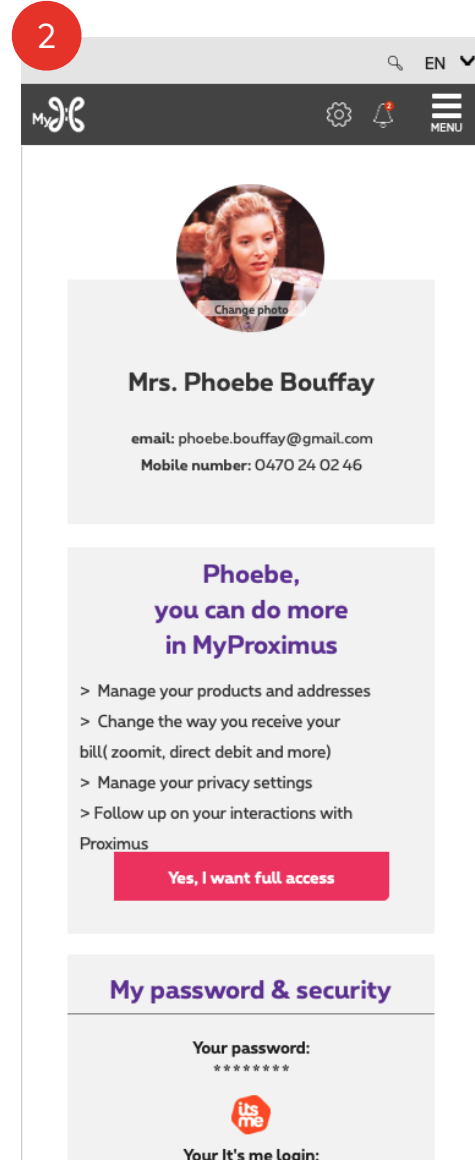 2
EN
My
2
MENU
Change photo
Mrs. Phoebe Bouffay
email: phoebe.bouffay@gmail.com
Mobile number: 0470 24 02 46
Phoebe,
you can do more
in MyProximus
> Manage your products and addresses
> Change the way you receive your
bill( zoomit, direct debit and more)
> Manage your privacy settings
> Follow up on your interactions with
Proximus
Yes, I want full access
My password & security
Your password:
********
its
me
Your It's me login: